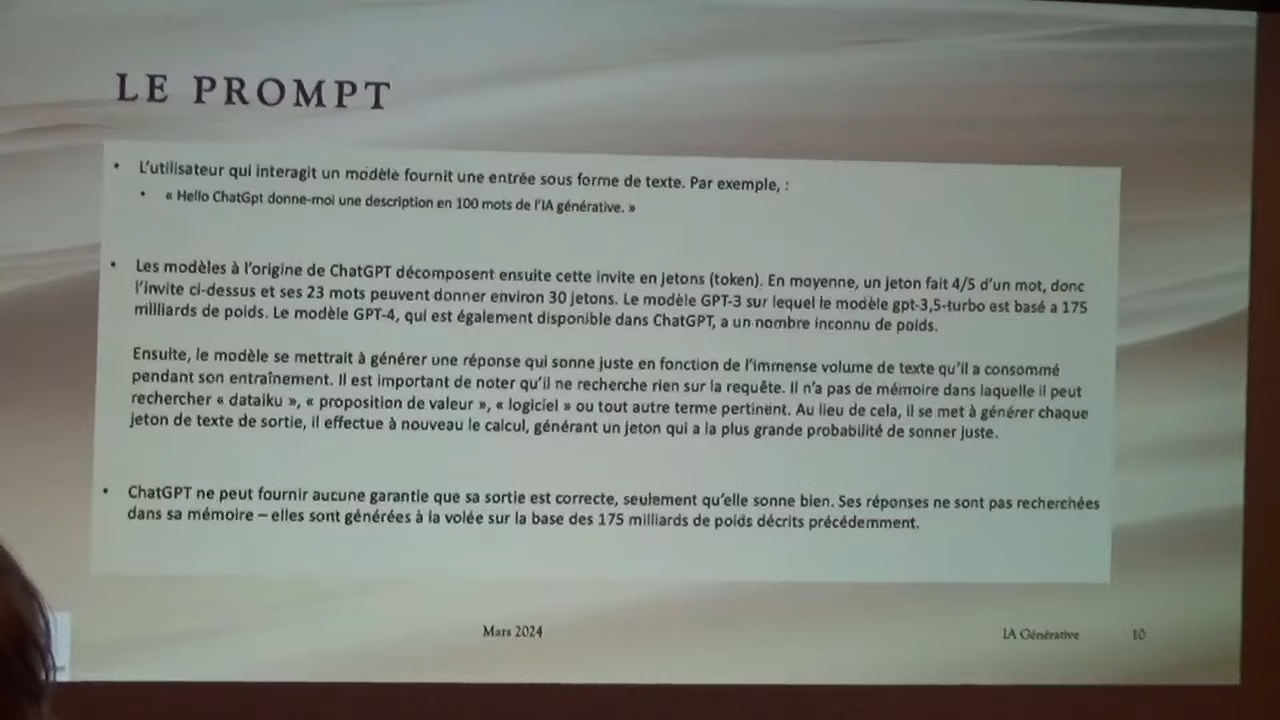 LE PROMPT
• L'utilisateur qui interagit un modèle fournit une entrée sous forme de texte. Par exemple, :
• « Hello ChatGpt donne-moi une description en 100 mots de l'IA générative. »
• Les modèles à l'origine de ChatGPT décomposent ensuite cette invite en jetons (token). En moyenne, un jeton fait 4/5 d'un mot, donc
l'invite ci-dessus et ses 23 mots peuvent donner environ 30 jetons. Le modèle GPT-3 sur lequel le modèle gpt-3,5-turbo est basé a 175
milliards de poids. Le modèle GPT-4, qui est également disponible dans ChatGPT, a un nombre inconnu de poids.
Ensuite, le modèle se mettrait à générer une réponse qui sonne juste en fonction de l'immense volume de texte qu'il a consommé
pendant son entraînement. Il est important de noter qu'il ne recherche rien sur la requête. Il n'a pas de mémoire dans laquelle il peut
rechercher « dataiku », « proposition de valeur », « logiciel » ou tout autre terme pertinent. Au lieu de cela, il se met à générer chaque
jeton de texte de sortie, il effectue à nouveau le calcul, générant un jeton qui a la plus grande probabilité de sonner juste.
• ChatGPT ne peut fournir aucune garantie que sa sortie est correcte, seulement qu'elle sonne bien. Ses réponses ne sont pas recherchées
dans sa mémoire – elles sont générées à la volée sur la base des 175 milliards de poids décrits précédemment.
Mars 2024
IA Générative
10